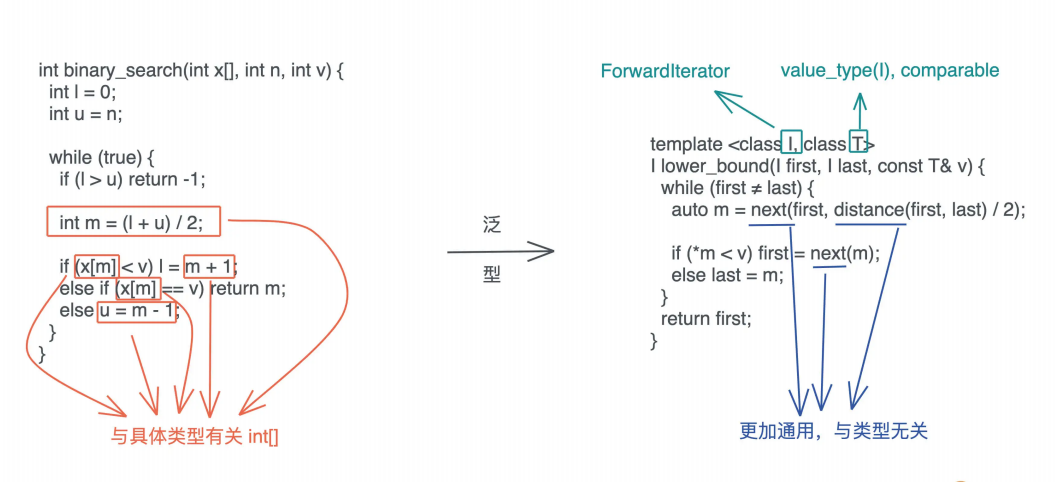 int binary_search(int x[], int n, int v) {
int l = 0;
int u = n;
while (true) {
if (l > u) return -1;
int m = (l + u) / 2;
if (x[m] < v) l = m + 1;
else if (x[m] == v) return m;
else u = m - 1;
}
}
与具体类型有关 int[]
泛
型
ForwardIterator
value_type(I), comparable
template <class I, class T>
I lower_bound(I first, I last, const T& v) {
while (first ≠ last) {
auto m = next(first, distance(first, last) / 2);
if (*m < v) first = next(m);
else last = m;
}
return first;
}
更加通用，与类型无关